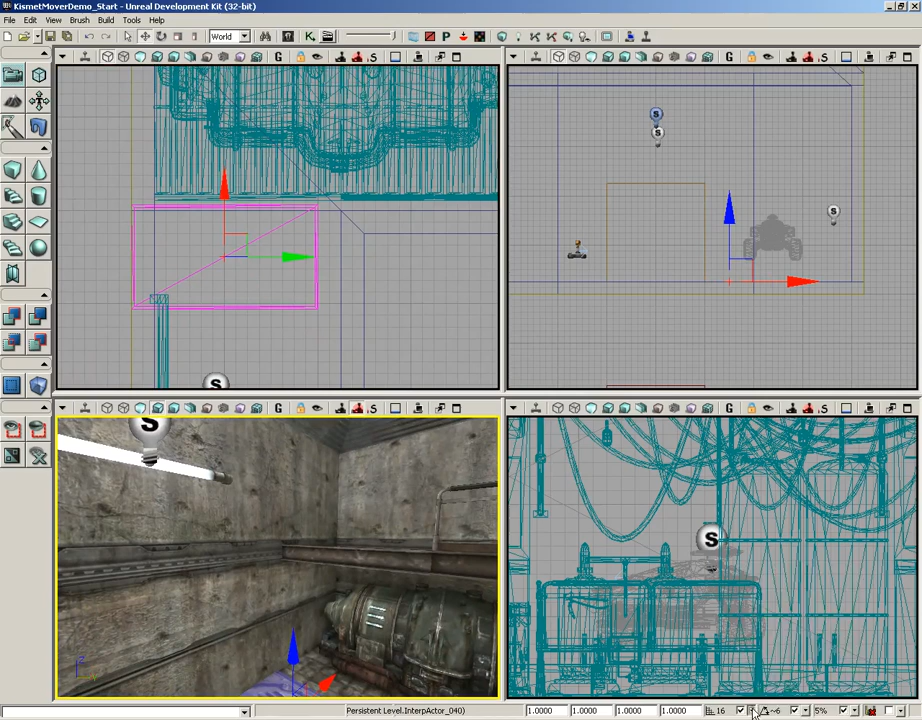 KismetMoverDemo_Start - Unreal Development Kit (32-bit)
File Edit View Brush Build Tools Help
World
G
S
G
S
S
S
S
S
G
S
G
S
S
S
Persistent Level.InterpActor_040)
1.0000
1.0000
1.0000
1.0000
16
~6
5%